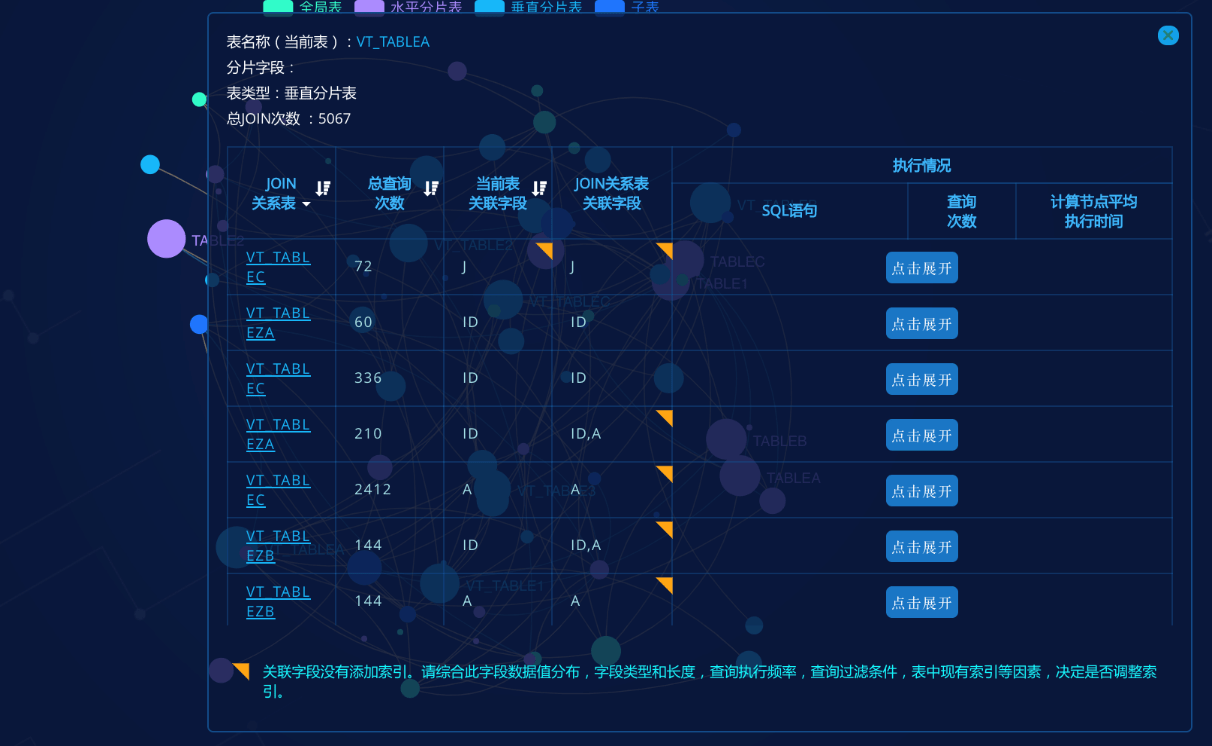 全局表 水平分片表 垂直分片表 子表
表名称(当前表):VT_TABLEA
分片字段:
表类型:垂直分片表
总JOIN次数 :5067
JOIN
关系表
总查询
次数
当前表
关联字段
JOIN关系表
关联字段
执行情况
SQL语句
查询
次数
计算节点平均
执行时间
VT_TABL
EC
72 J J 点击展开
VT_TABL
EZA
60 ID ID 点击展开
VT_TABL
EC
336 ID ID 点击展开
VT_TABL
EZA
210 ID ID,A 点击展开
VT_TABL
EC
2412 A A 点击展开
VT_TABL
EZB
144 ID ID,A 点击展开
VT_TABL
EZB
144 A A 点击展开
关联字段没有添加索引。请综合此字段数据值分布,字段类型和长度,查询执行频率,查询过滤条件,表中现有索引等因素,决定是否调整索
引。
TABLE2
VT_TABLE2
TABLEC
TABLE1
VT_TABLEC
TABLEB
TABLEA
VT_TABLEA
VT_TABLE1